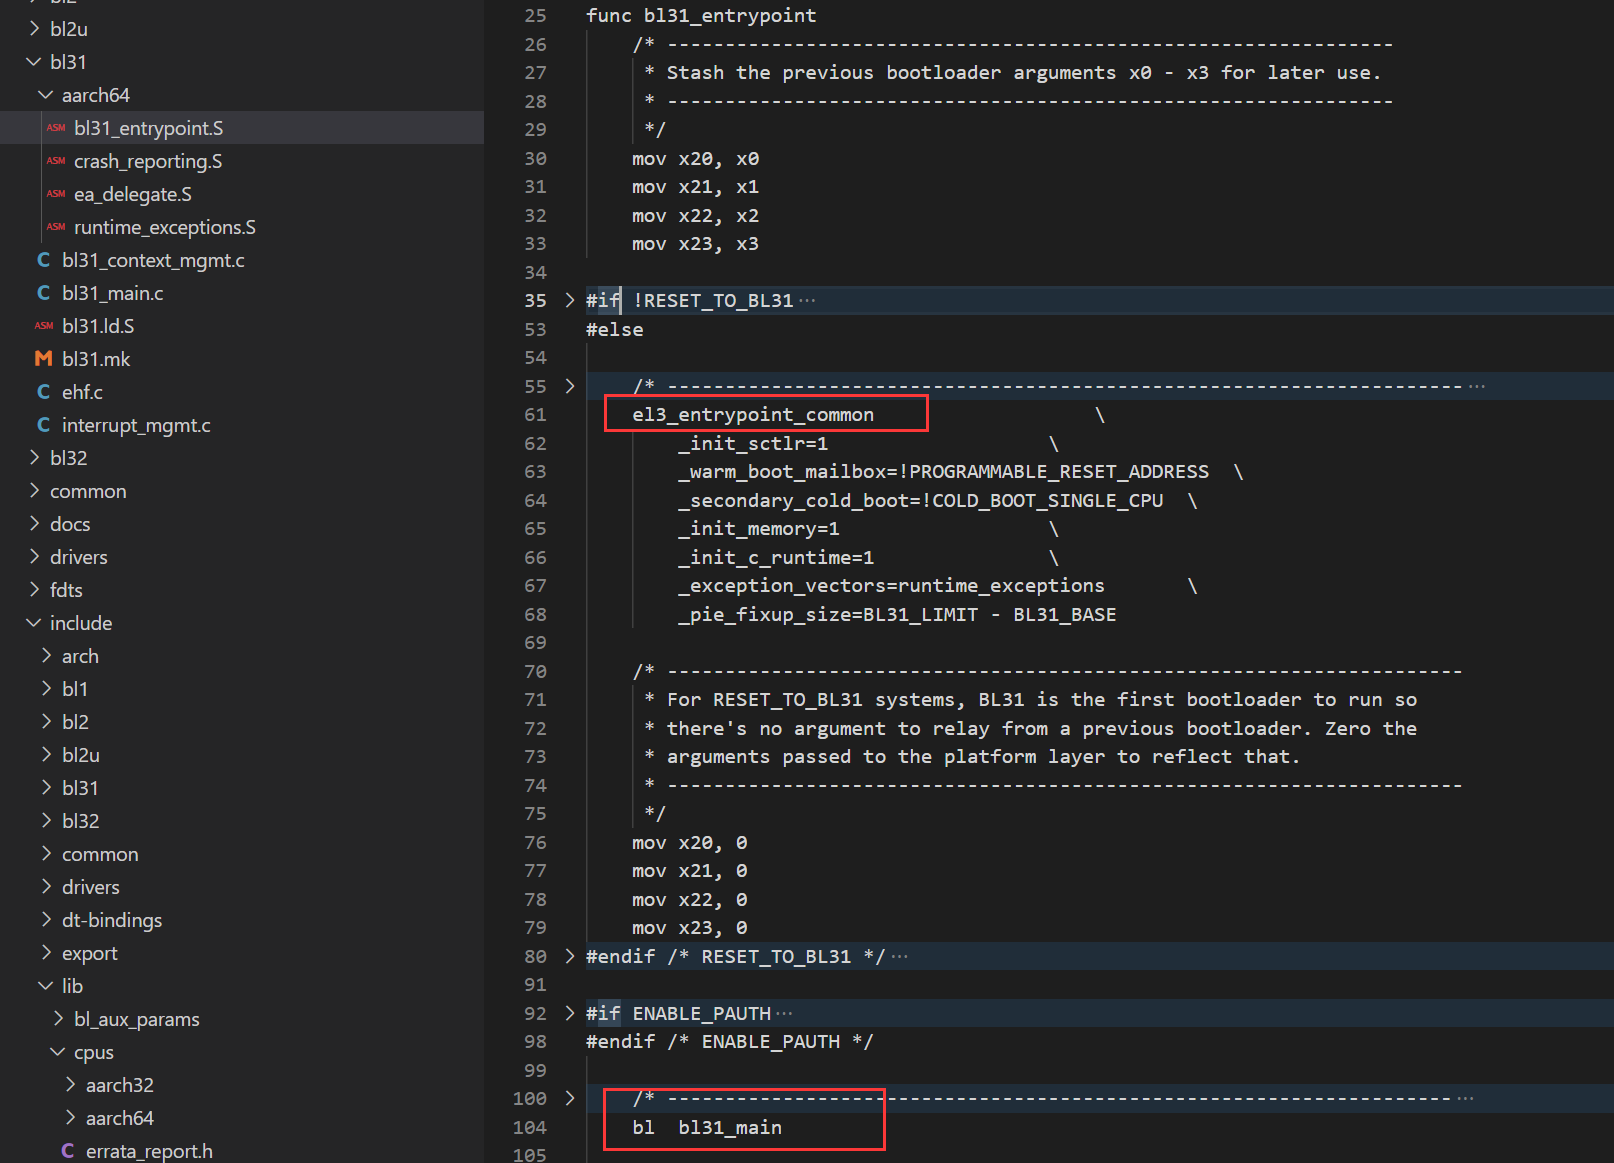 bl2
bl2u
bl31
aarch64
ASM bl31_entrypoint.S
ASM crash_reporting.S
ASM ea_delegate.S
ASM runtime_exceptions.S
C bl31_context_mgmt.c
C bl31_main.c
ASM bl31.ld.S
M bl31.mk
C ehf.c
C interrupt_mgmt.c
bl32
common
docs
drivers
fdts
include
arch
bl1
bl2
bl2u
bl31
bl32
common
drivers
dt-bindings
export
lib
bl_aux_params
cpus
aarch32
aarch64
C errata_report.h
25 func bl31_entrypoint
26 /* ---------------------------------------------------------------
27 * Stash the previous bootloader arguments x0 - x3 for later use.
28 * ---------------------------------------------------------------
29 */
30 mov x20, x0
31 mov x21, x1
32 mov x22, x2
33 mov x23, x3
34
35 #if !RESET_TO_BL31 ···
53 #else
54
55 /* --------------------------------------------------------------------- ···
61 el3_entrypoint_common \
62 _init_sctlr=1 \
63 _warm_boot_mailbox=!PROGRAMMABLE_RESET_ADDRESS \
64 _secondary_cold_boot=!COLD_BOOT_SINGLE_CPU \
65 _init_memory=1 \
66 _init_c_runtime=1 \
67 _exception_vectors=runtime_exceptions \
68 _pie_fixup_size=BL31_LIMIT - BL31_BASE
69
70 /* ---------------------------------------------------------------------
71 * For RESET_TO_BL31 systems, BL31 is the first bootloader to run so
72 * there's no argument to relay from a previous bootloader. Zero the
73 * arguments passed to the platform layer to reflect that.
74 * ---------------------------------------------------------------------
75 */
76 mov x20, 0
77 mov x21, 0
78 mov x22, 0
79 mov x23, 0
80 #endif /* RESET_TO_BL31 */ ···
91
92 #if ENABLE_PAUTH ···
98 #endif /* ENABLE_PAUTH */
99
100 /* -------------------------------------------------------------------- ···
104 bl bl31_main
105